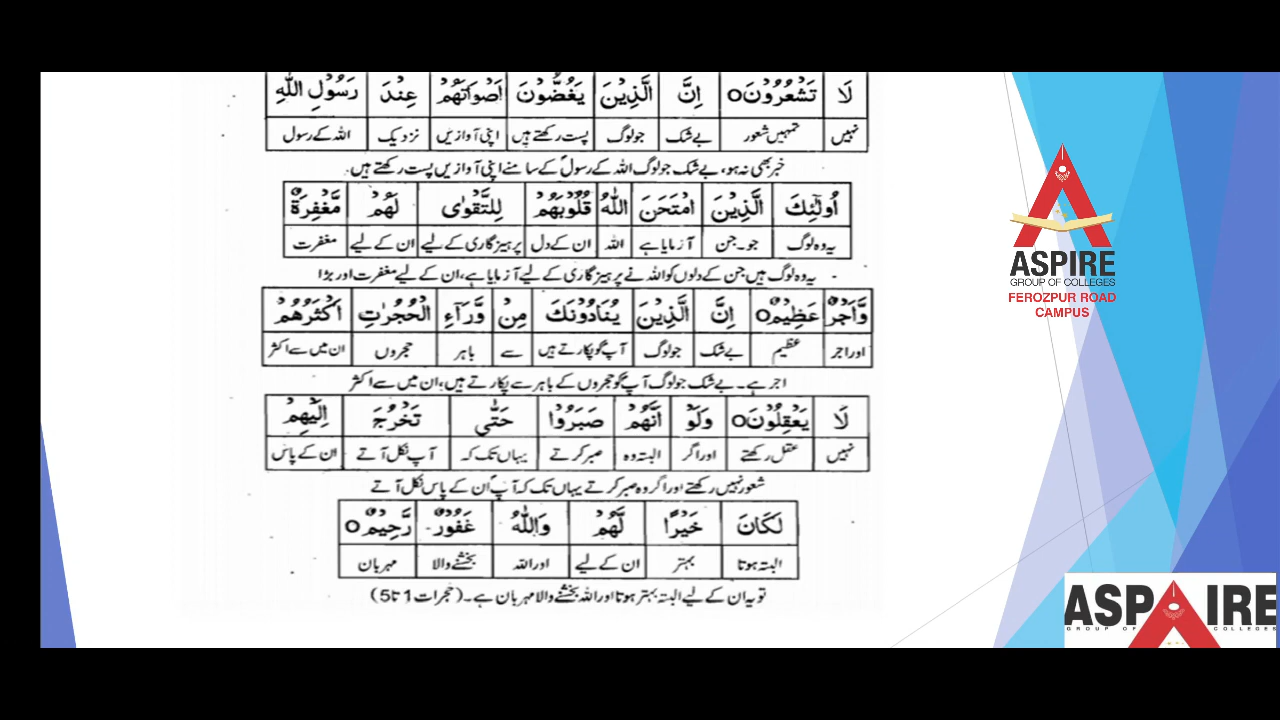 لَا تَشْعُرُوْنَ اِنَّ الَّذِيْنَ يَغُضُّوْنَ اَصْوَاتَهُمْ عِنْدَ رَسُوْلِ اللّٰهِ
نہیں تمہیں شعور بے شک جو لوگ پست رکھتے ہیں اپنی آوازیں نزدیک اللہ کے رسول
خبر بھی نہ ہو، بے شک جو لوگ اللہ کے رسولؐ کے سامنے اپنی آوازیں پست رکھتے ہیں۔
اُولٰٓئِكَ الَّذِيْنَ امْتَحَنَ اللّٰهُ قُلُوْبَهُمْ لِلتَّقْوٰى لَهُمْ مَّغْفِرَةٌ
یہ وہ لوگ جو۔جن آزمایا ہے اللہ ان کے دل پرہیزگاری کے لیے ان کے لیے مغفرت
یہ وہ لوگ ہیں جن کے دلوں کو اللہ نے پرہیزگاری کے لیے آزمایا ہے، ان کے لیے مغفرت اور بڑا
وَّاَجْرٌ عَظِيْمٌ اِنَّ الَّذِيْنَ يُنَادُوْنَكَ مِنْ وَّرَآءِ الْحُجُرٰتِ اَكْثَرُهُمْ
اور اجر عظیم بے شک جو لوگ آپ کو پکارتے ہیں سے باہر حجروں ان میں سے اکثر
اجر ہے۔ بے شک جو لوگ آپؐ کو حجروں کے باہر سے پکارتے ہیں، ان میں سے اکثر
لَا يَعْقِلُوْنَ وَلَوْ اَنَّهُمْ صَبَرُوْا حَتّٰى تَخْرُجَ اِلَيْهِمْ
نہیں عقل رکھتے اور اگر البتہ وہ صبر کرتے یہاں تک کہ آپ نکل آتے ان کے پاس
شعور نہیں رکھتے اور اگر وہ صبر کرتے یہاں تک کہ آپؐ ان کے پاس نکل آتے
لَكَانَ خَيْرًا لَّهُمْ وَاللّٰهُ غَفُوْرٌ رَّحِيْمٌ
البتہ ہوتا بہتر ان کے لیے اور اللہ بخشنے والا مہربان
تو یہ ان کے لیے البتہ بہتر ہوتا اور اللہ بخشنے والا مہربان ہے۔ (حجرات 1 تا 5)
ASPIRE
GROUP OF COLLEGES
FEROZPUR ROAD
CAMPUS
ASPAIRE
GROUP OF COLLEGES